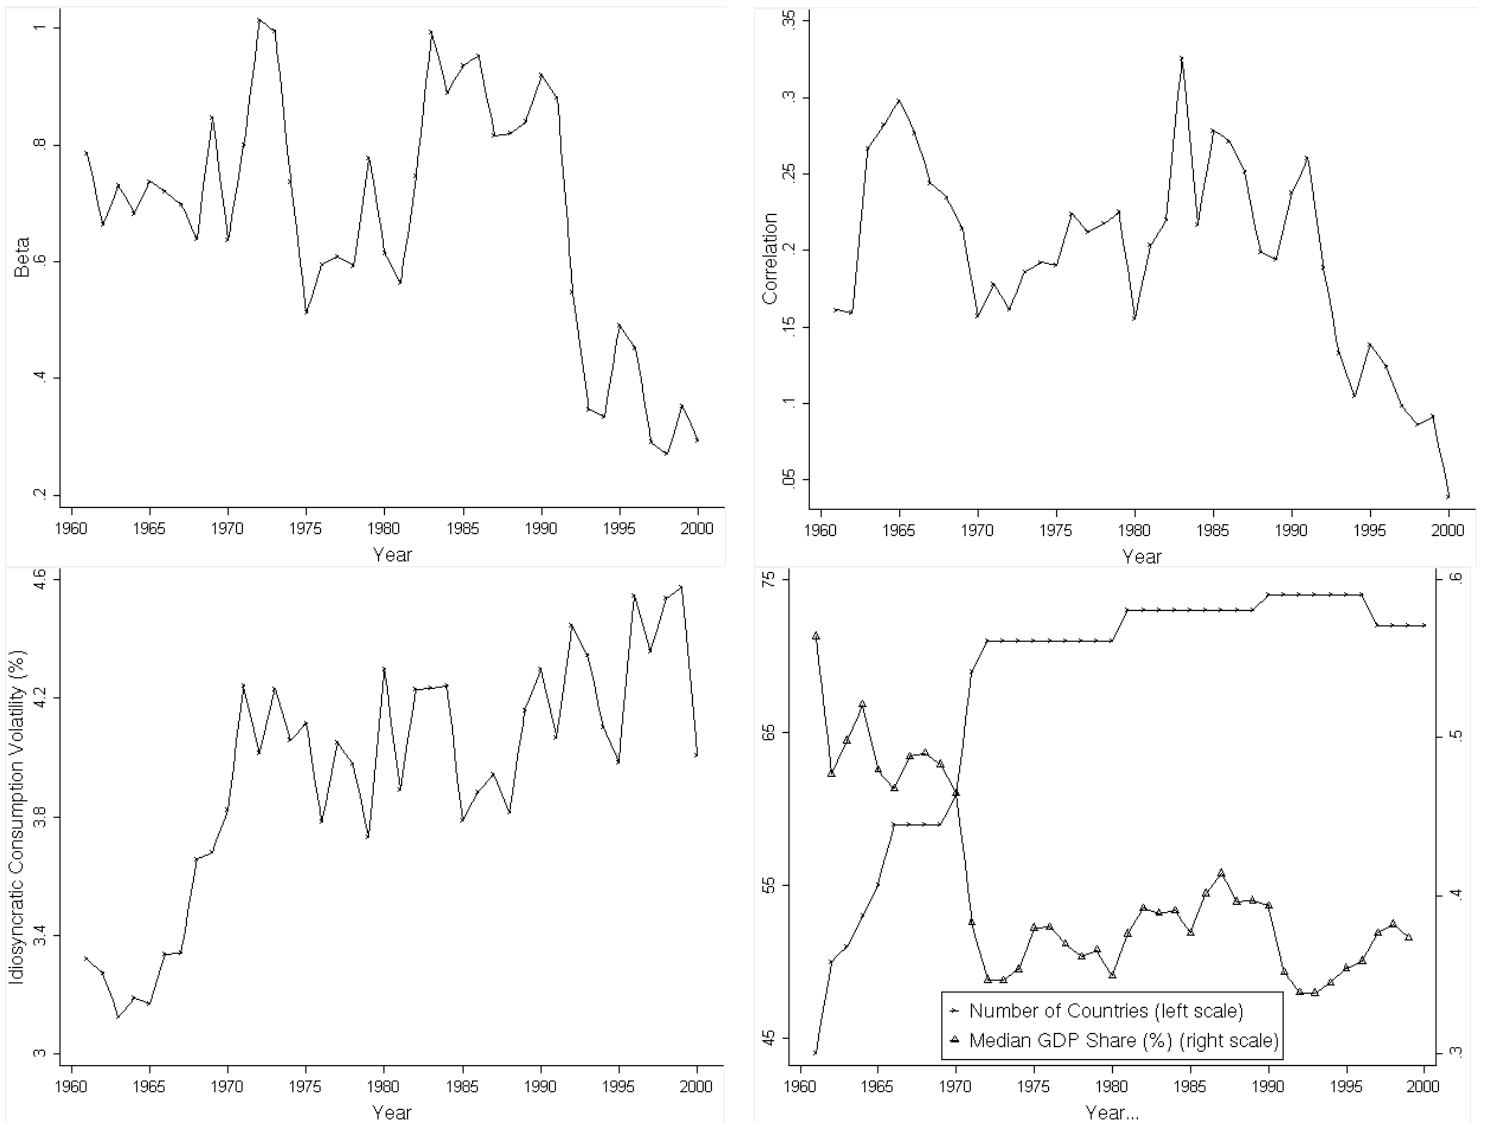 Beta
1
.8
.6
.4
.2
1960 1965 1970 1975 1980 1985 1990 1995 2000
Year
Correlation
.35
.3
.25
.2
.15
.1
.05
1960 1965 1970 1975 1980 1985 1990 1995 2000
Year
Idiosyncratic Consumption Volatility (%)
4.6
4.2
3.8
3.4
3
1960 1965 1970 1975 1980 1985 1990 1995 2000
Year
75
65
55
45
.6
.5
.4
.3
Number of Countries (left scale)
Median GDP Share (%) (right scale)
1960 1965 1970 1975 1980 1985 1990 1995 2000
Year...